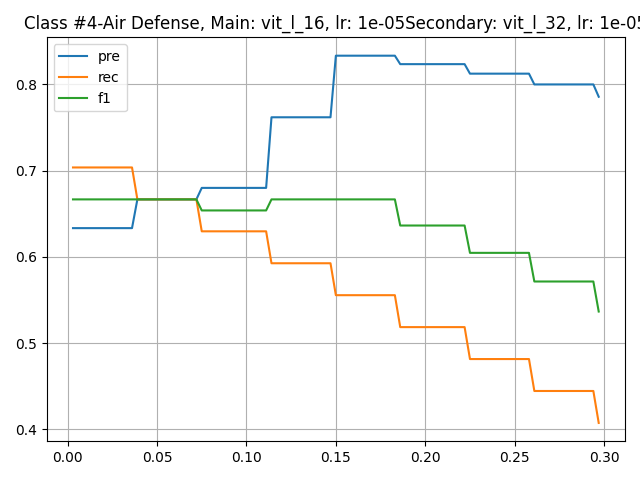 Class #4-Air Defense, Main: vit_l_16, lr: 1e-05Secondary: vit_l_32, lr: 1e-05
pre
rec
f1
0.8
0.7
0.6
0.5
0.4
0.00 0.05 0.10 0.15 0.20 0.25 0.30